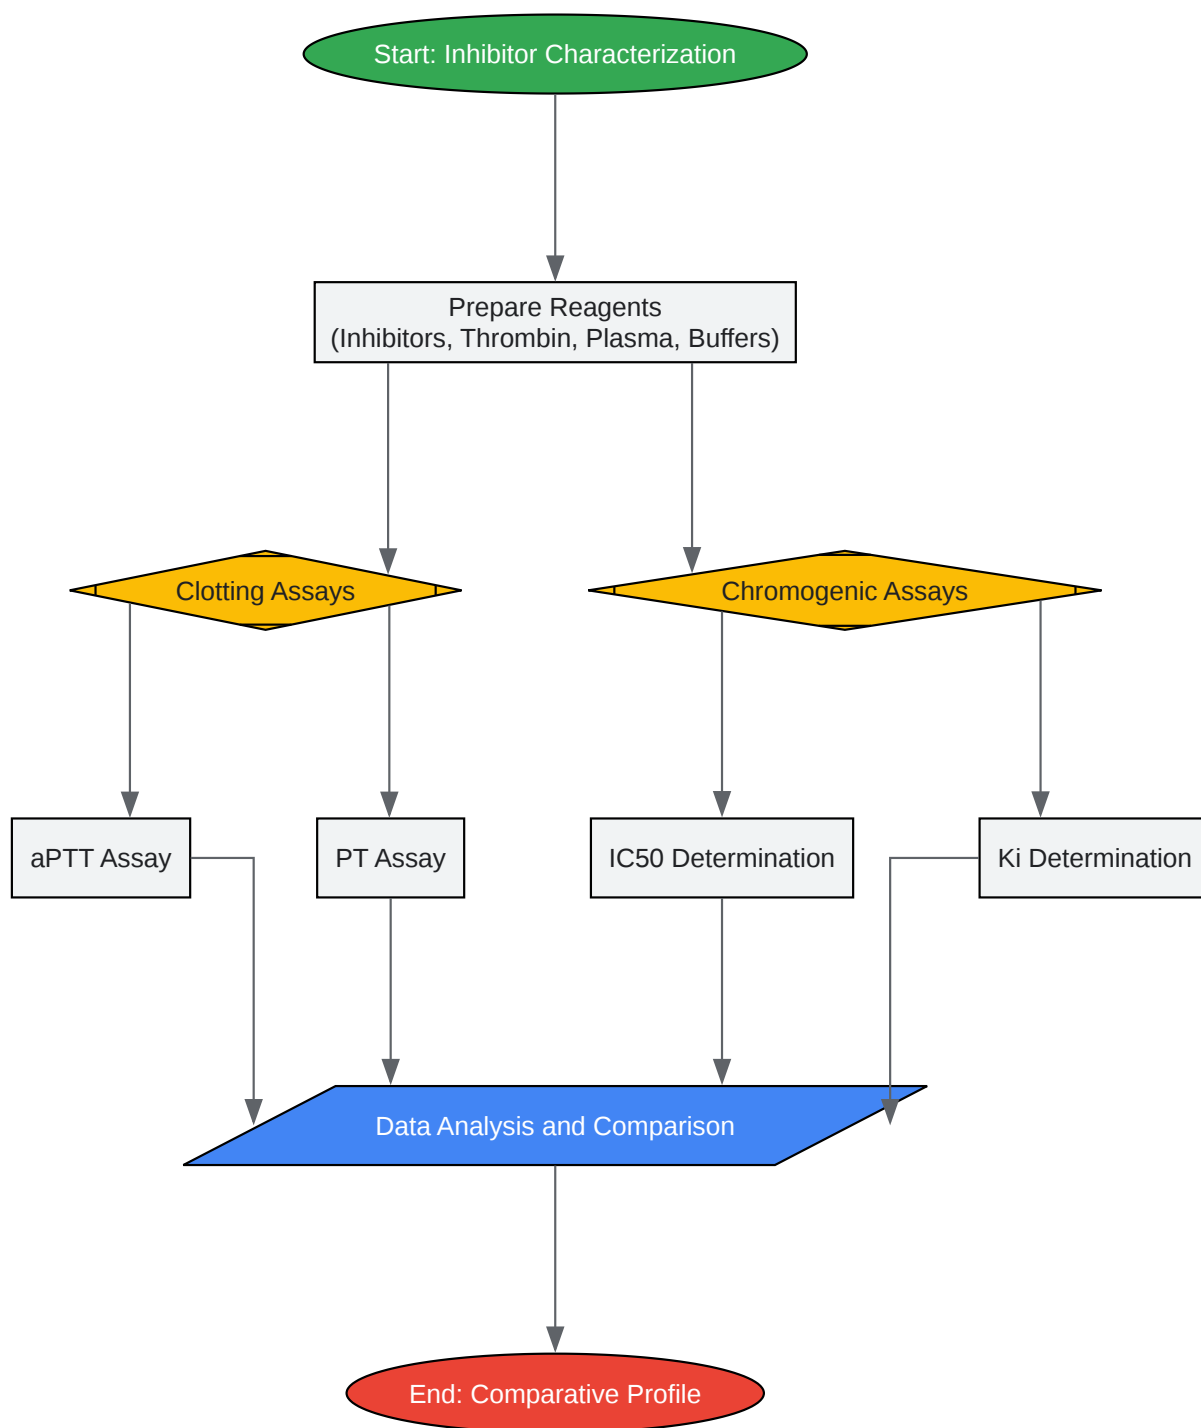 Start: Inhibitor Characterization
Prepare Reagents
(Inhibitors, Thrombin, Plasma, Buffers)
Clotting Assays
Chromogenic Assays
aPTT Assay
PT Assay
IC50 Determination
Ki Determination
Data Analysis and Comparison
End: Comparative Profile